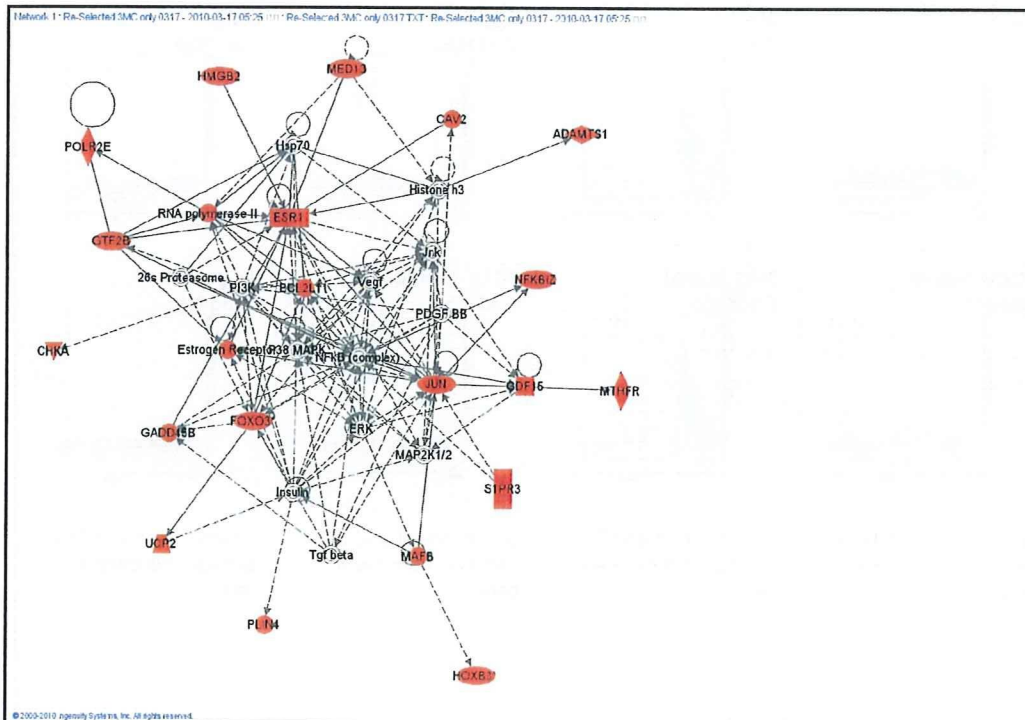 Network 1 : Re-Selected 3MC only 0317 - 2010-03-17 05:25 : Re-Selected 3MC only 0317.TXT : Re-Selected 3MC only 0317 - 2010-03-17 05:25
MED13
HMGB2
CAV2
ADAMTS1
POLR2E
Hsp70
Histone h3
RNA polymerase II
ESR1
GTF2B
Jnk
26s Proteasome
PI3K
BCL2L11
Vegf
NFKBIZ
PDGF BB
CHKA
Estrogen Receptor
P38 MAPK
NFkB (complex)
JUN
GDF15
MTHFR
GADD45B
FOXO3
ERK
MAP2K1/2
S1PR3
Insulin
UCP2
Tgf beta
MAFB
PLIN4
HOXB3*
© 2000-2010 Ingenuity Systems, Inc. All rights reserved.